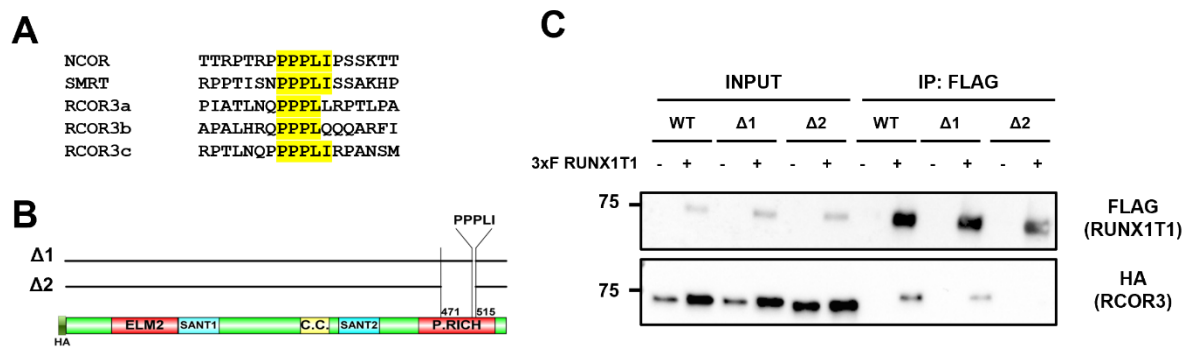 A
NCOR TTRPTRPPPPLIPSSKTT
SMRT RPPTISNPPPLISSAKHP
RCOR3a PIATLNQPPPLLRPTLPA
RCOR3b APALHRQPPPLQQQARFI
RCOR3c RPTLNQPPPPLIRPANSM
B
PPPLI
Δ1
Δ2
471 515
ELM2 SANT1 C.C. SANT2 P.RICH
HA
C
INPUT IP: FLAG
WT Δ1 Δ2 WT Δ1 Δ2
3xF RUNX1T1 - + - + - + - + - + - +
75
FLAG
(RUNX1T1)
75
HA
(RCOR3)